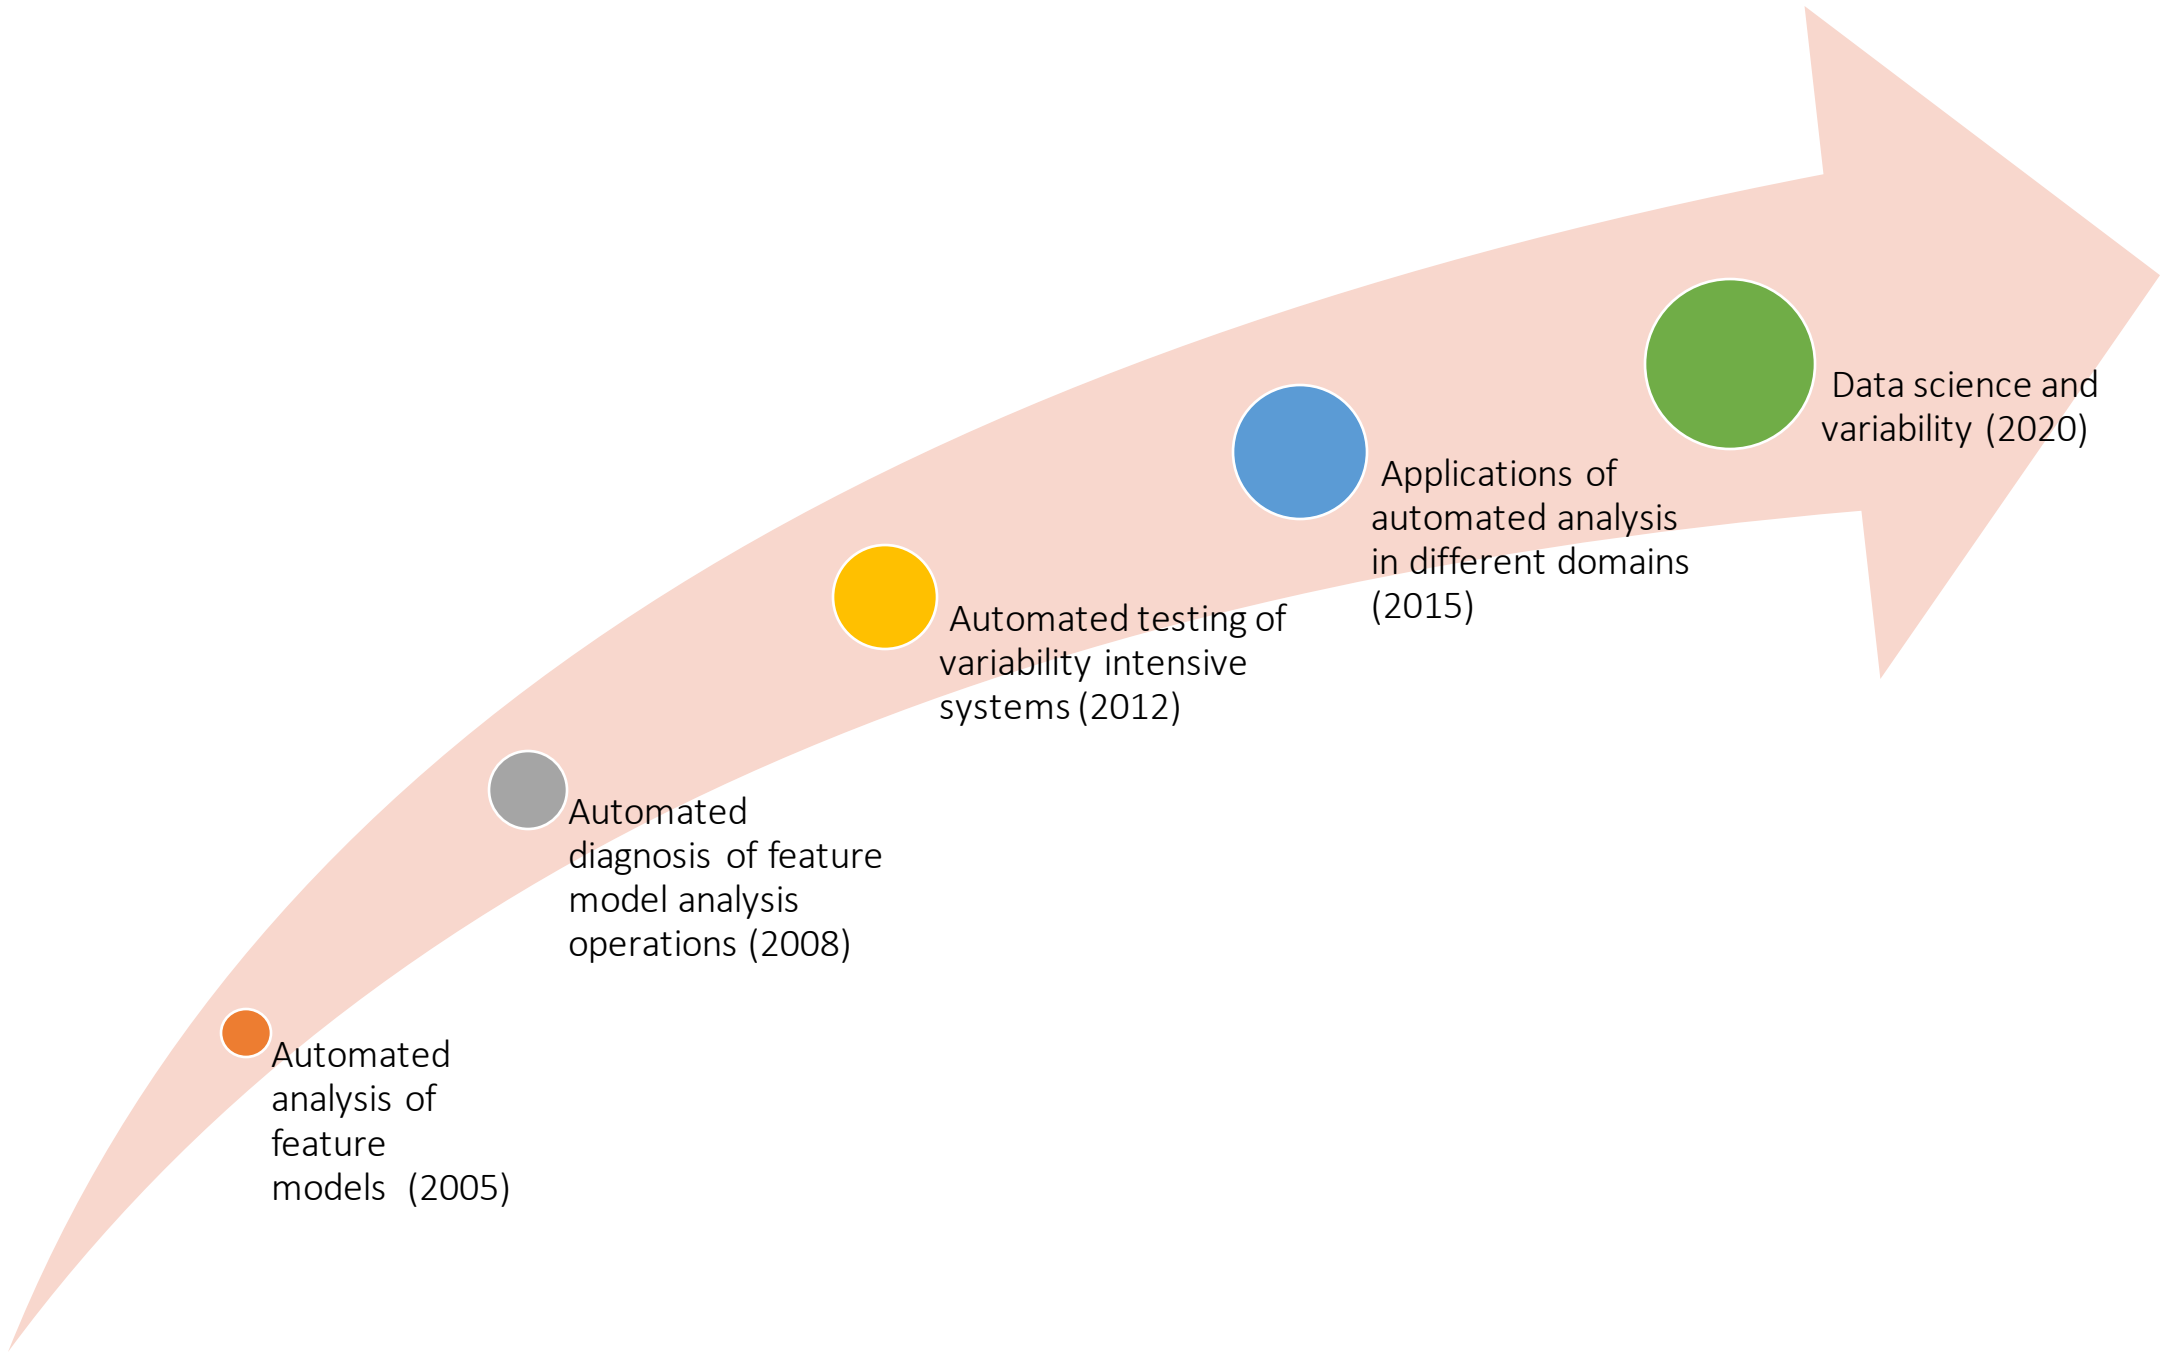 Data science and
variability (2020)
Applications of
automated analysis
in different domains
(2015)
Automated testing of
variability intensive
systems (2012)
Automated
diagnosis of feature
model analysis
operations (2008)
Automated
analysis of
feature
models (2005)